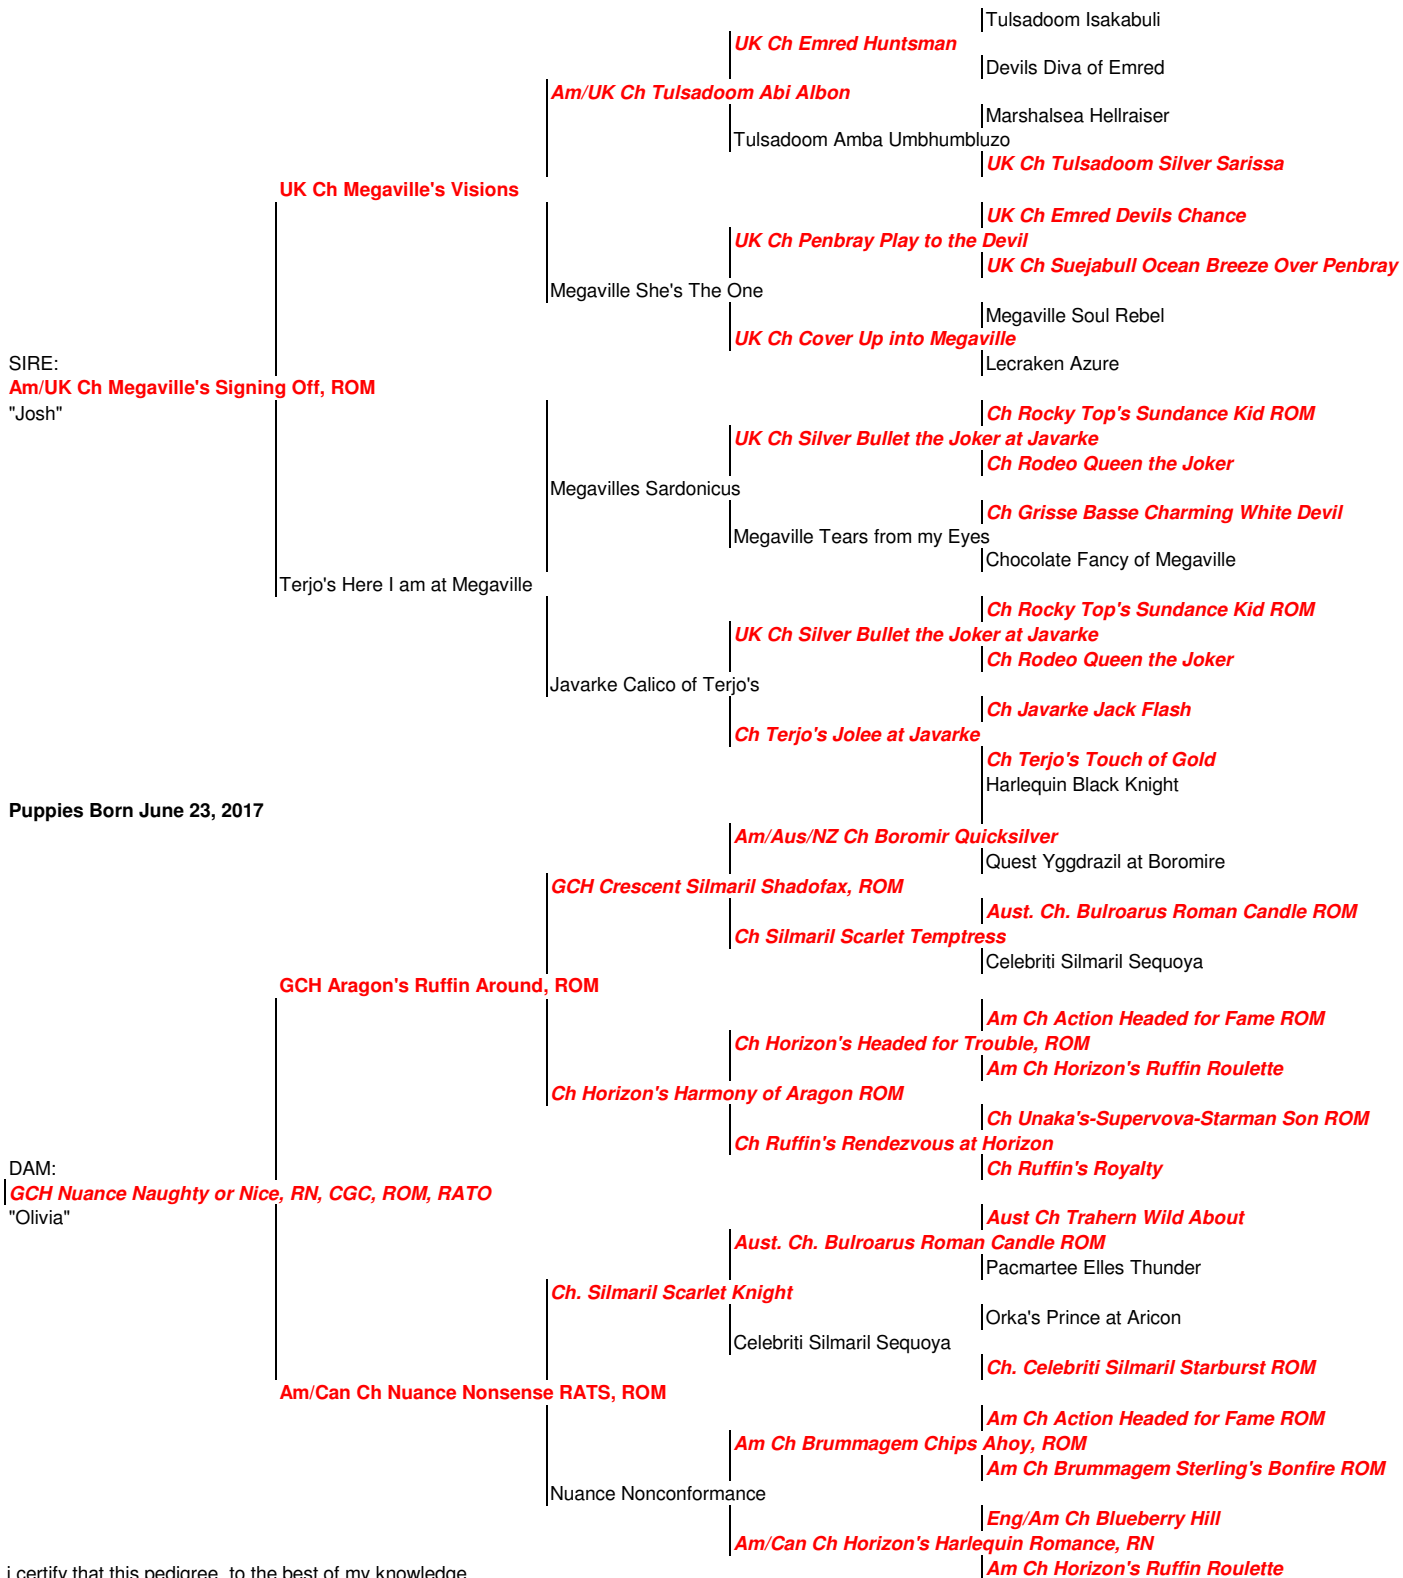 Tulsadoom Isakabuli
UK Ch Emred Huntsman
Devils Diva of Emred
Am/UK Ch Tulsadoom Abi Albon
Marshalsea Hellraiser
Tulsadoom Amba Umbhumbluzo
UK Ch Tulsadoom Silver Sarissa
UK Ch Megaville's Visions
UK Ch Emred Devils Chance
UK Ch Penbray Play to the Devil
UK Ch Suejabull Ocean Breeze Over Penbray
Megaville She's The One
Megaville Soul Rebel
UK Ch Cover Up into Megaville
SIRE:
Lecraken Azure
Am/UK Ch Megaville's Signing Off, ROM
"Josh"
Ch Rocky Top's Sundance Kid ROM
UK Ch Silver Bullet the Joker at Javarke
Ch Rodeo Queen the Joker
Megavilles Sardonicus
Ch Grisse Basse Charming White Devil
Megaville Tears from my Eyes
Chocolate Fancy of Megaville
Terjo's Here I am at Megaville
Ch Rocky Top's Sundance Kid ROM
UK Ch Silver Bullet the Joker at Javarke
Ch Rodeo Queen the Joker
Javarke Calico of Terjo's
Ch Javarke Jack Flash
Ch Terjo's Jolee at Javarke
Ch Terjo's Touch of Gold
Harlequin Black Knight
Puppies Born June 23, 2017
Am/Aus/NZ Ch Boromir Quicksilver
Quest Yggdrazil at Boromire
GCH Crescent Silmaril Shadofax, ROM
Aust. Ch. Bulroarus Roman Candle ROM
Ch Silmaril Scarlet Temptress
Celebriti Silmaril Sequoya
GCH Aragon's Ruffin Around, ROM
Am Ch Action Headed for Fame ROM
Ch Horizon's Headed for Trouble, ROM
Am Ch Horizon's Ruffin Roulette
Ch Horizon's Harmony of Aragon ROM
Ch Unaka's-Supervova-Starman Son ROM
Ch Ruffin's Rendezvous at Horizon
DAM:
Ch Ruffin's Royalty
GCH Nuance Naughty or Nice, RN, CGC, ROM, RATO
"Olivia"
Aust Ch Trahern Wild About
Aust. Ch. Bulroarus Roman Candle ROM
Pacmartee Elles Thunder
Ch. Silmaril Scarlet Knight
Orka's Prince at Aricon
Celebriti Silmaril Sequoya
Ch. Celebriti Silmaril Starburst ROM
Am/Can Ch Nuance Nonsense RATS, ROM
Am Ch Action Headed for Fame ROM
Am Ch Brummagem Chips Ahoy, ROM
Am Ch Brummagem Sterling's Bonfire ROM
Nuance Nonconformance
Eng/Am Ch Blueberry Hill
Am/Can Ch Horizon's Harlequin Romance, RN
Am Ch Horizon's Ruffin Roulette
i certify that this pedigree, to the best of my knowledge